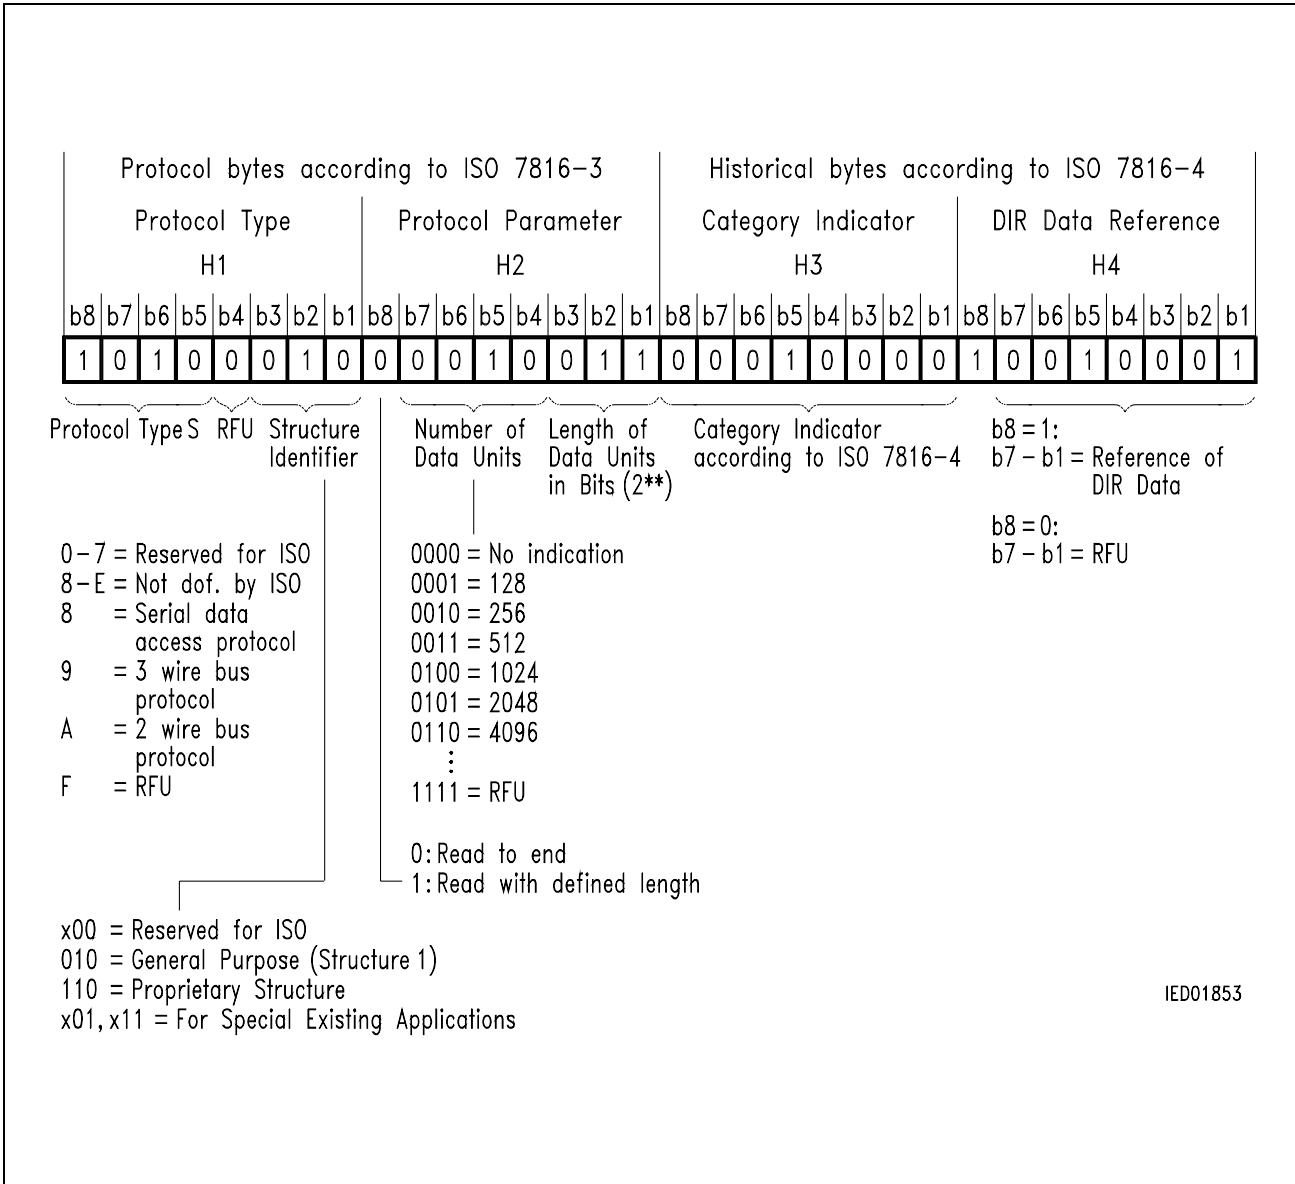 Protocol bytes according to ISO 7816-3 Historical bytes according to ISO 7816-4
Protocol Type Protocol Parameter Category Indicator DIR Data Reference
H1 H2 H3 H4
b8 b7 b6 b5 b4 b3 b2 b1 b8 b7 b6 b5 b4 b3 b2 b1 b8 b7 b6 b5 b4 b3 b2 b1 b8 b7 b6 b5 b4 b3 b2 b1
1 0 1 0 0 0 1 0 0 0 0 1 0 0 1 1 0 0 0 1 0 0 0 0 1 0 0 1 0 0 0 1
Protocol Type S RFU Structure Identifier
Number of
Data Units
Length of
Data Units
in Bits (2**)
Category Indicator
according to ISO 7816-4
b8 = 1:
b7 - b1 = Reference of
DIR Data
b8 = 0:
b7 - b1 = RFU
0-7 = Reserved for ISO
8-E = Not dof. by ISO
8 = Serial data
access protocol
9 = 3 wire bus
protocol
A = 2 wire bus
protocol
F = RFU
0000 = No indication
0001 = 128
0010 = 256
0011 = 512
0100 = 1024
0101 = 2048
0110 = 4096
⋮
1111 = RFU
0: Read to end
1: Read with defined length
x00 = Reserved for ISO
010 = General Purpose (Structure 1)
110 = Proprietary Structure
x01, x11 = For Special Existing Applications
IED01853